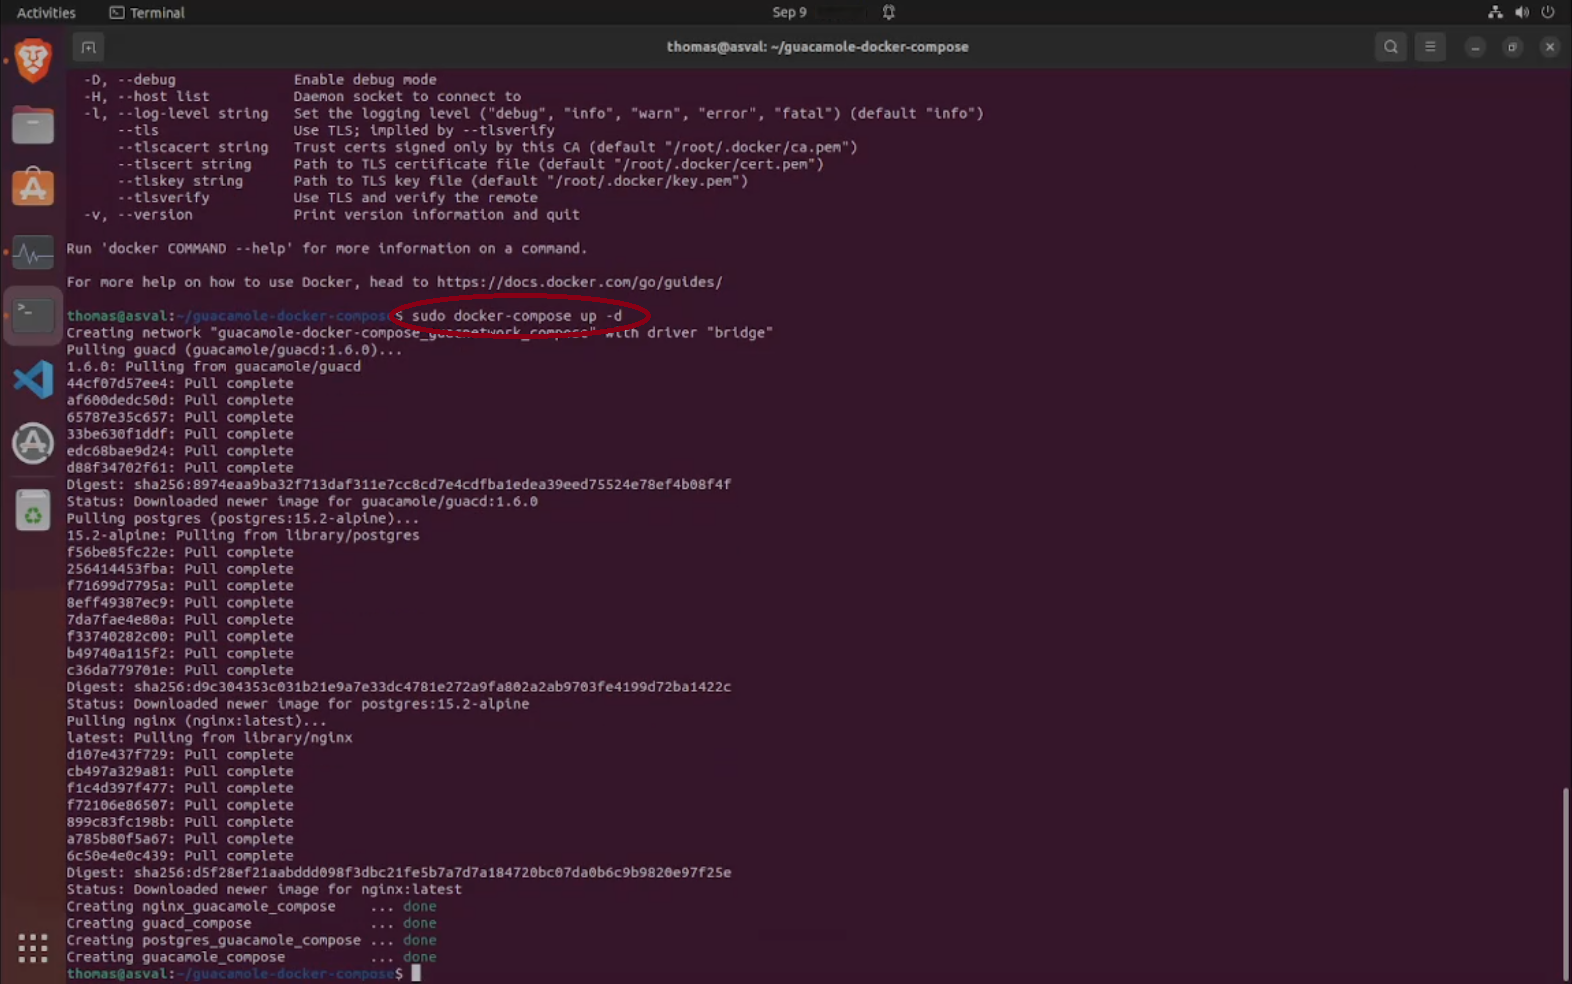 Activities Terminal Sep 9
thomas@asval: ~/guacamole-docker-compose
-D, --debug Enable debug mode
-H, --host list Daemon socket to connect to
-l, --log-level string Set the logging level ("debug", "info", "warn", "error", "fatal") (default "info")
--tls Use TLS; implied by --tlsverify
--tlscacert string Trust certs signed only by this CA (default "/root/.docker/ca.pem")
--tlscert string Path to TLS certificate file (default "/root/.docker/cert.pem")
--tlskey string Path to TLS key file (default "/root/.docker/key.pem")
--tlsverify Use TLS and verify the remote
-v, --version Print version information and quit
Run 'docker COMMAND --help' for more information on a command.
For more help on how to use Docker, head to https://docs.docker.com/go/guides/
thomas@asval:~/guacamole-docker-compose$ sudo docker-compose up -d
Creating network "guacamole-docker-compose_guacnetwork_compose" with driver "bridge"
Pulling guacd (guacamole/guacd:1.6.0)...
1.6.0: Pulling from guacamole/guacd
44cf07d57ee4: Pull complete
af600dedc50d: Pull complete
65787e35c657: Pull complete
33be630f1ddf: Pull complete
edc68bae9d24: Pull complete
d88f34702f61: Pull complete
Digest: sha256:8974eaa9ba32f713daf311e7cc8cd7e4cdfba1edea39eed75524e78ef4b08f4f
Status: Downloaded newer image for guacamole/guacd:1.6.0
Pulling postgres (postgres:15.2-alpine)...
15.2-alpine: Pulling from library/postgres
f56be85fc22e: Pull complete
256414453fba: Pull complete
f71699d7795a: Pull complete
8eff49387ec9: Pull complete
7da7fae4e80a: Pull complete
f33740282c00: Pull complete
b49740a115f2: Pull complete
c36da779701e: Pull complete
Digest: sha256:d9c304353c031b21e9a7e33dc4781e272a9fa802a2ab9703fe4199d72ba1422c
Status: Downloaded newer image for postgres:15.2-alpine
Pulling nginx (nginx:latest)...
latest: Pulling from library/nginx
d107e437f729: Pull complete
cb497a329a81: Pull complete
f1c4d397f477: Pull complete
f72106e86507: Pull complete
899c83fc198b: Pull complete
a785b80f5a67: Pull complete
6c50e4e0c439: Pull complete
Digest: sha256:d5f28ef21aabddd098f3dbc21fe5b7a7d7a184720bc07da0b6c9b9820e97f25e
Status: Downloaded newer image for nginx:latest
Creating nginx_guacamole_compose ... done
Creating guacd_compose ... done
Creating postgres_guacamole_compose ... done
Creating guacamole_compose ... done
thomas@asval:~/guacamole-docker-compose$